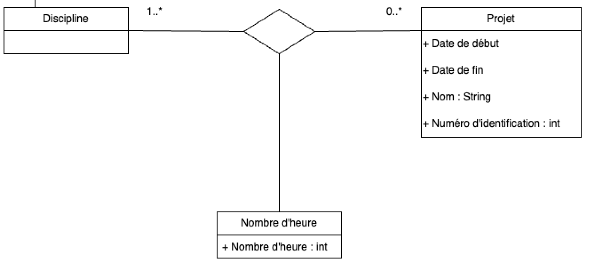 Discipline
1..*
0..*
Projet
+ Date de début
+ Date de fin
+ Nom : String
+ Numéro d'identification : int
Nombre d'heure
+ Nombre d'heure : int